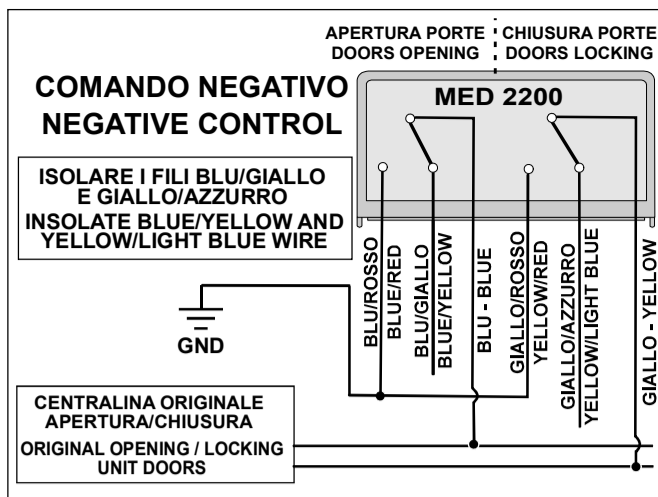 APERTURA PORTE
DOORS OPENING
CHIUSURA PORTE
DOORS LOCKING
COMANDO NEGATIVO
NEGATIVE CONTROL
MED 2200
ISOLARE I FILI BLU/GIALLO
E GIALLO/AZZURRO
INSOLATE BLUE/YELLOW AND
YELLOW/LIGHT BLUE WIRE
BLU/ROSSO
BLUE/RED
BLU/GIALLO
BLUE/YELLOW
BLU - BLUE
GIALLO/ROSSO
YELLOW/RED
GIALLO/AZZURRO
YELLOW/LIGHT BLUE
GIALLO - YELLOW
GND
CENTRALINA ORIGINALE
APERTURA/CHIUSURA
ORIGINAL OPENING / LOCKING
UNIT DOORS